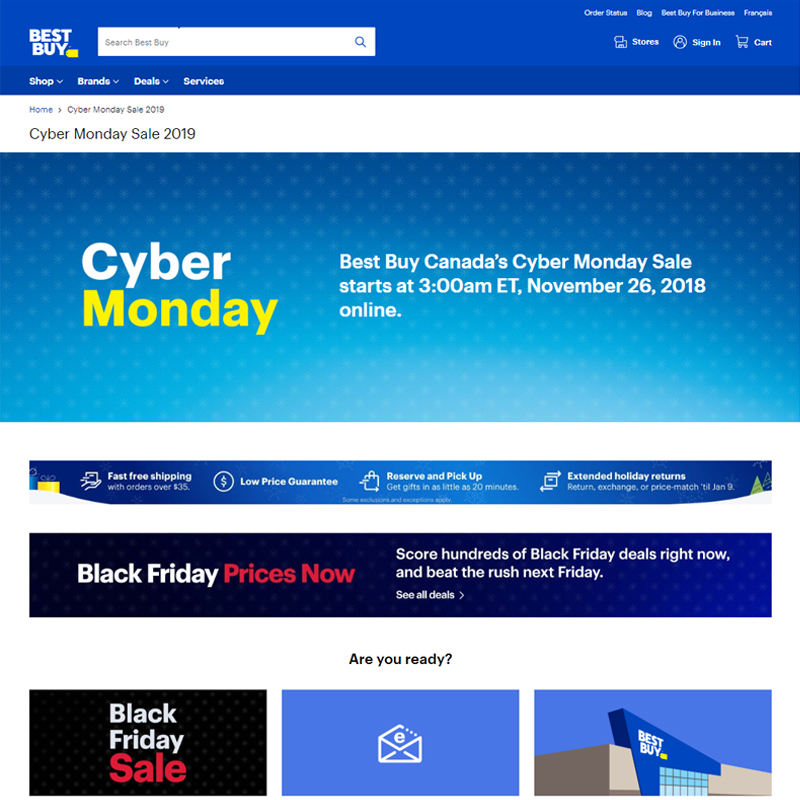 Order Status Blog Best Buy For Business Français
BEST
BUY
Search Best Buy
Stores Sign In Cart
Shop Brands Deals Services
Home > Cyber Monday Sale 2019
Cyber Monday Sale 2019
Cyber
Monday
Best Buy Canada's Cyber Monday Sale
starts at 3:00am ET, November 26, 2018
online.
Fast free shipping
with orders over $35.
Low Price Guarantee
Reserve and Pick Up
Get gifts in as little as 20 minutes.
Extended holiday returns
Return, exchange, or price-match 'til Jan 9.
Some exclusions and exceptions apply.
Black Friday Prices Now
Score hundreds of Black Friday deals right now,
and beat the rush next Friday.
See all deals >
Are you ready?
Black
Friday
Sale
e
BEST
BUY